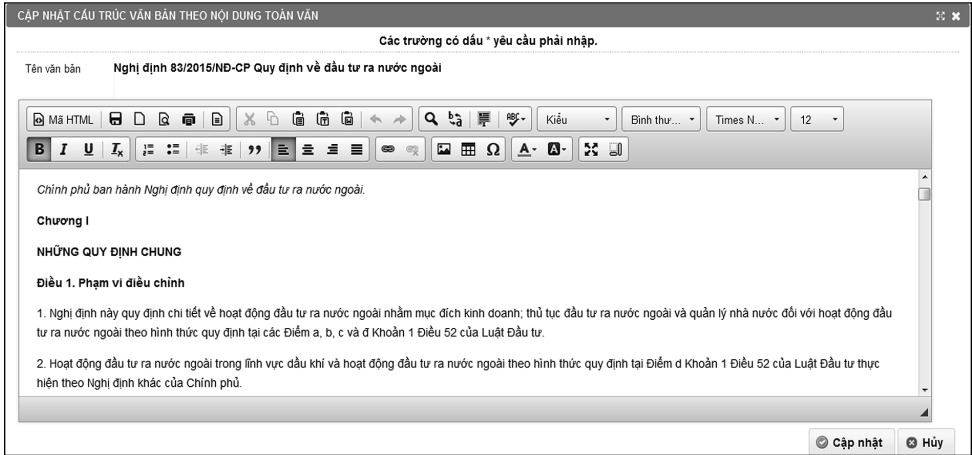 CẬP NHẬT CẤU TRÚC VĂN BẢN THEO NỘI DUNG TOÀN VĂN
Các trường có dấu * yêu cầu phải nhập.
Tên văn bản Nghị định 83/2015/NĐ-CP Quy định về đầu tư ra nước ngoài
Mã HTML Kiểu Bình thư... Times N... 12
B I U Ix A A
Chính phủ ban hành Nghị định quy định về đầu tư ra nước ngoài.
Chương I
NHỮNG QUY ĐỊNH CHUNG
Điều 1. Phạm vi điều chỉnh
1. Nghị định này quy định chi tiết về hoạt động đầu tư ra nước ngoài nhằm mục đích kinh doanh; thủ tục đầu tư ra nước ngoài và quản lý nhà nước đối với hoạt động đầu
tư ra nước ngoài theo hình thức quy định tại các Điểm a, b, c và đ Khoản 1 Điều 52 của Luật Đầu tư.
2. Hoạt động đầu tư ra nước ngoài trong lĩnh vực dầu khí và hoạt động đầu tư ra nước ngoài theo hình thức quy định tại Điểm d Khoản 1 Điều 52 của Luật Đầu tư thực
hiện theo Nghị định khác của Chính phủ.
Cập nhật Hủy